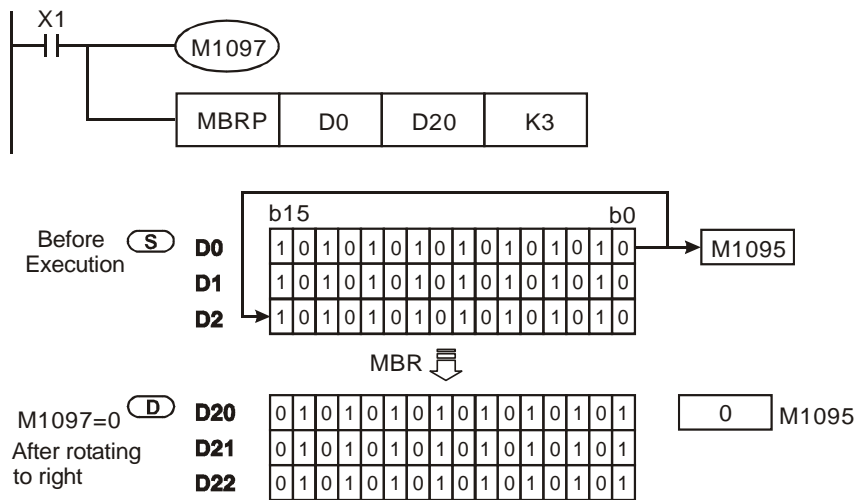 X1
M1097
MBRP D0 D20 K3
b15 b0
Before Execution S D0 1 0 1 0 1 0 1 0 1 0 1 0 1 0 1 0 M1095
D1 1 0 1 0 1 0 1 0 1 0 1 0 1 0 1 0
D2 1 0 1 0 1 0 1 0 1 0 1 0 1 0 1 0
MBR
M1097=0 D D20 0 1 0 1 0 1 0 1 0 1 0 1 0 1 0 1 0 M1095
After rotating D21 0 1 0 1 0 1 0 1 0 1 0 1 0 1 0 1
to right D22 0 1 0 1 0 1 0 1 0 1 0 1 0 1 0 1